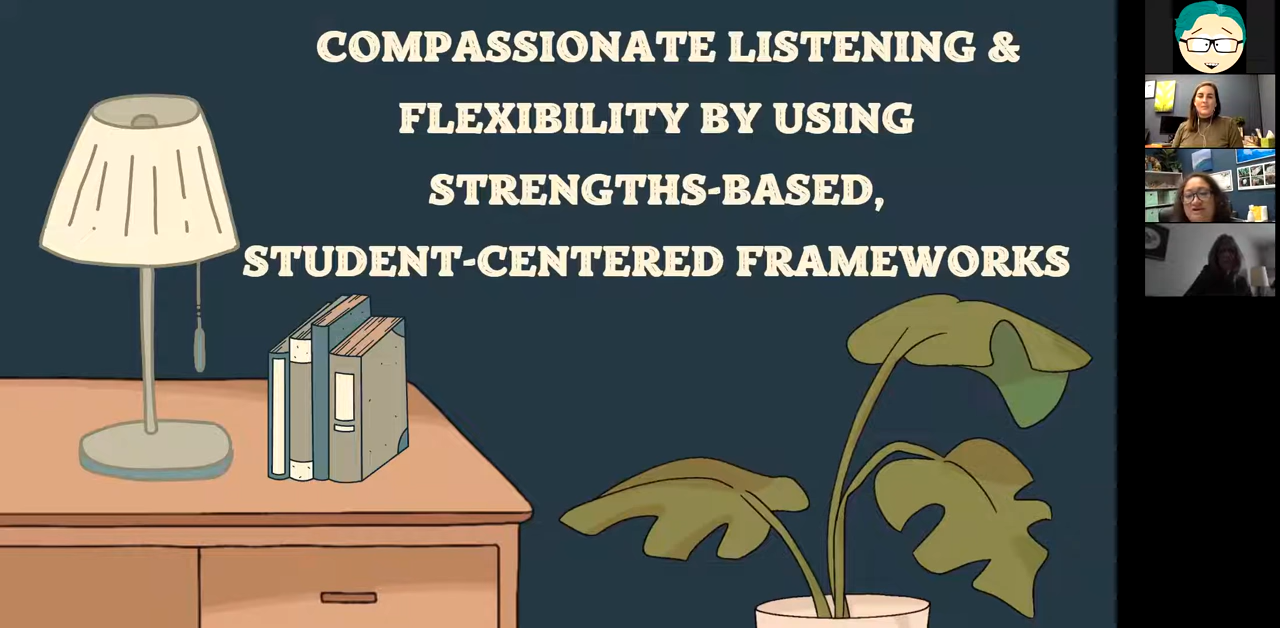 COMPASSIONATE LISTENING &
FLEXIBILITY BY USING
STRENGTHS-BASED,
STUDENT-CENTERED FRAMEWORKS